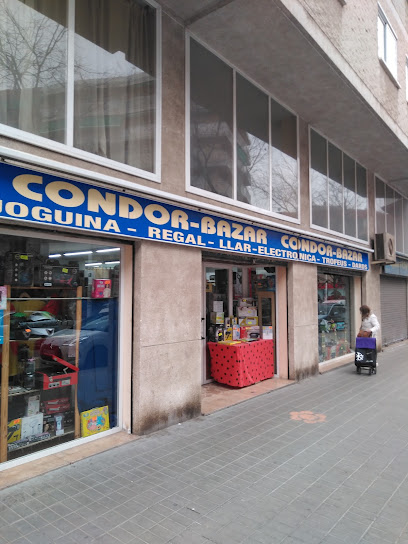 CONDOR-BAZAR CONDOR-BAZAR
JOGUINA - REGAL - LLAR - ELECTRONICA - TROFEUS - DARDS